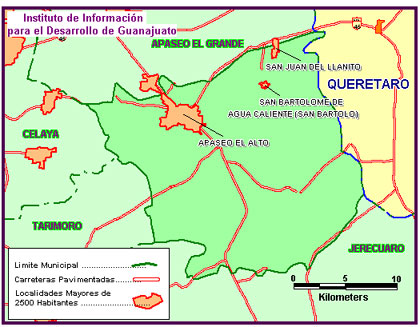 Instituto de Información
para el Desarrollo de Guanajuato
APASEO EL GRANDE
45
45
SAN JUAN DEL LLANITO
QUERETARO
SAN BARTOLOME DE
AGUA CALIENTE (SAN BARTOLO)
CELAYA
APASEO EL ALTO
TARIMORO
JERECUARO
Limite Municipal
Carreteras Pavimentadas
Localidades Mayores de
2500 Habitantes
0 5 10
Kilometers